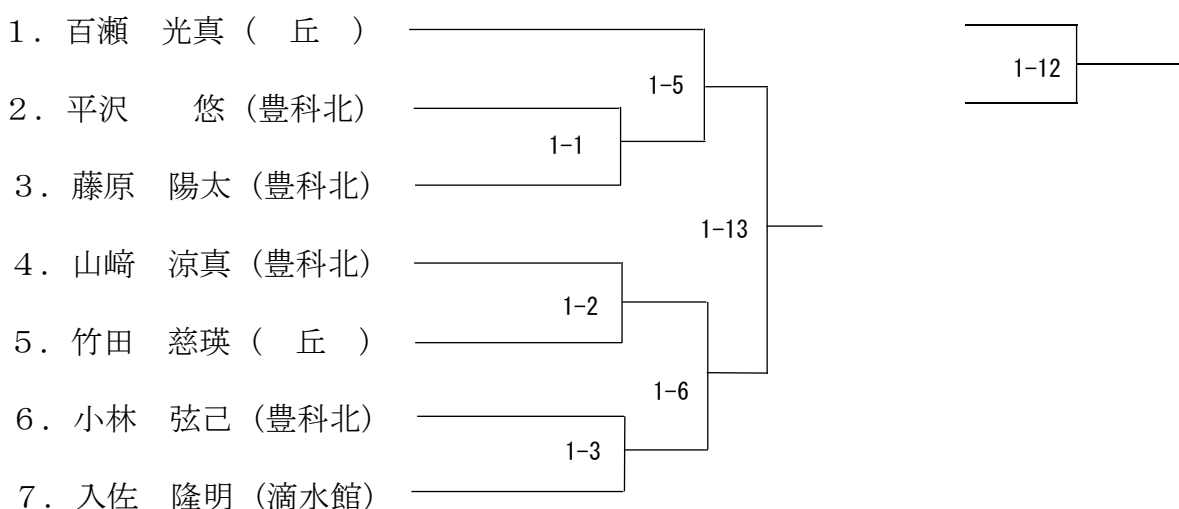 １．百瀬　光真（　丘　）
２．平沢　　悠（豊科北）
３．藤原　陽太（豊科北）
４．山﨑　涼真（豊科北）
５．竹田　慈瑛（　丘　）
６．小林　弦己（豊科北）
７．入佐　隆明（滴水館）
1-5
1-1
1-13
1-2
1-6
1-3
1-12